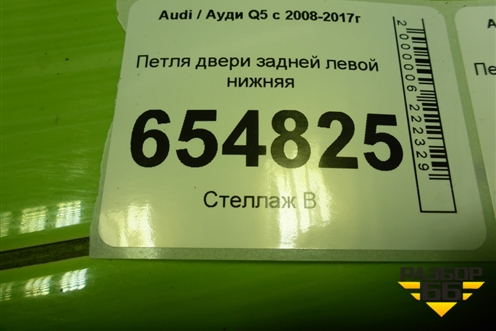 Audi / Ауди Q5 с 2008-2017г
Петля двери задней левой
нижняя
654825
Стеллаж В
2000006222329
Пе
РАЗБОР
66